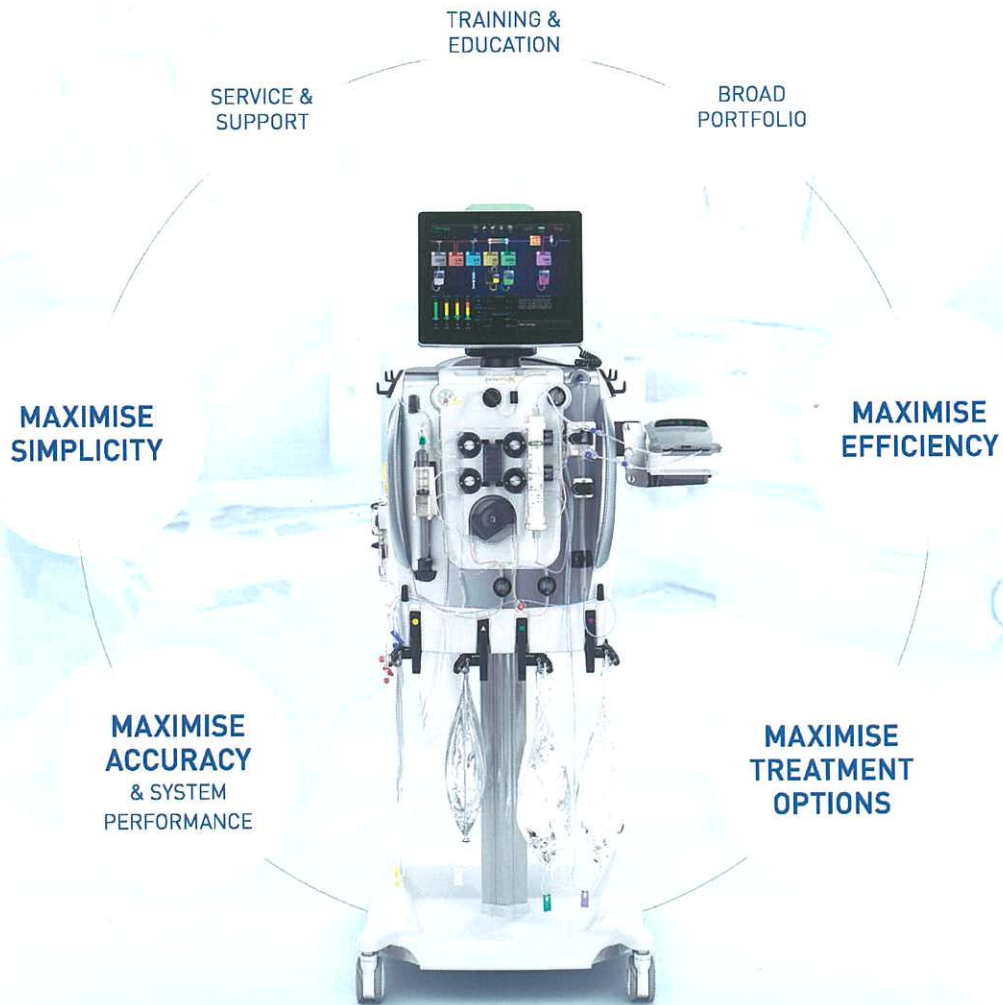 TRAINING &
EDUCATION
SERVICE &
SUPPORT
BROAD
PORTFOLIO
MAXIMISE
SIMPLICITY
MAXIMISE
EFFICIENCY
MAXIMISE
ACCURACY
& SYSTEM
PERFORMANCE
MAXIMISE
TREATMENT
OPTIONS